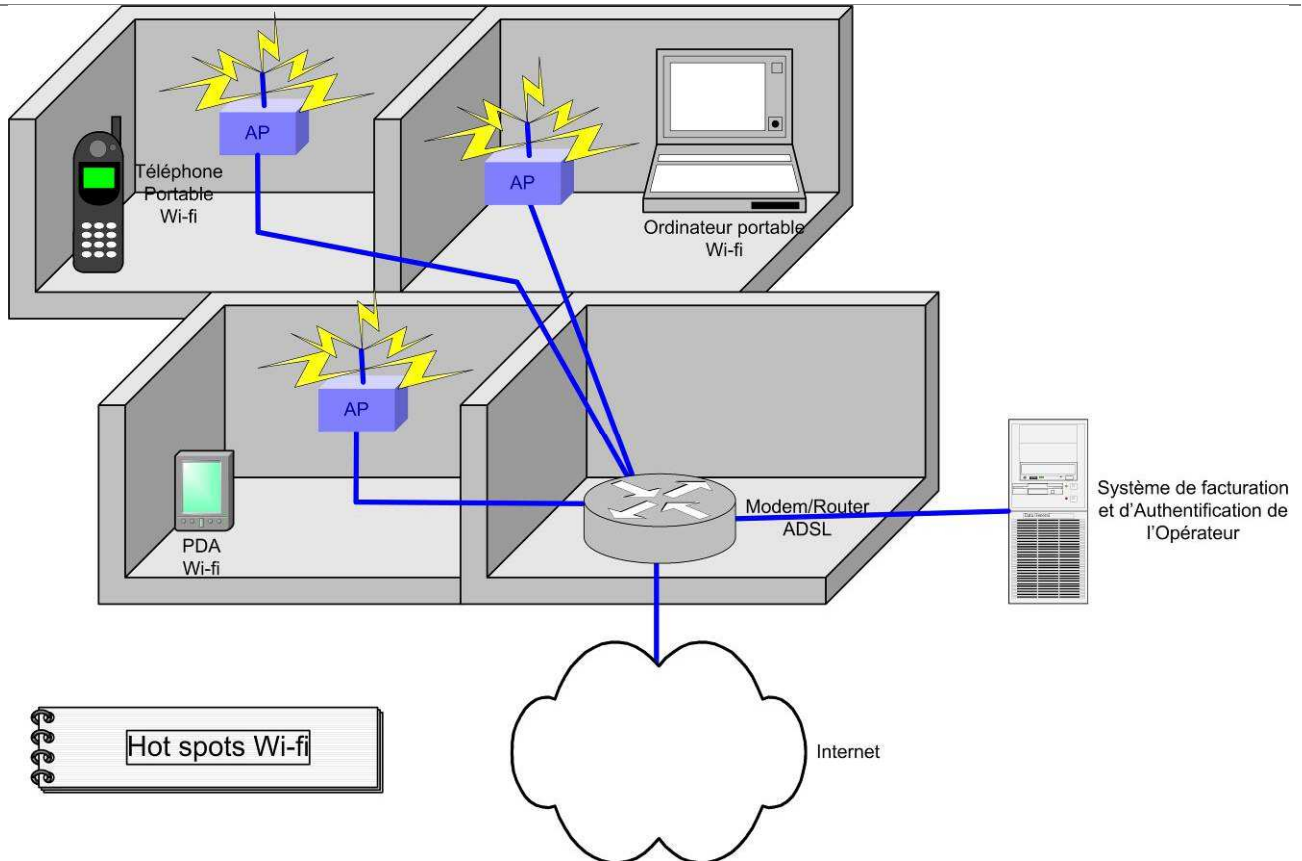 AP
AP
Téléphone
Portable
Wi-fi
Ordinateur portable
Wi-fi
AP
PDA
Wi-fi
Modem/Router
ADSL
Système de facturation
et d'Authentification de
l'Opérateur
Hot spots Wi-fi
Internet